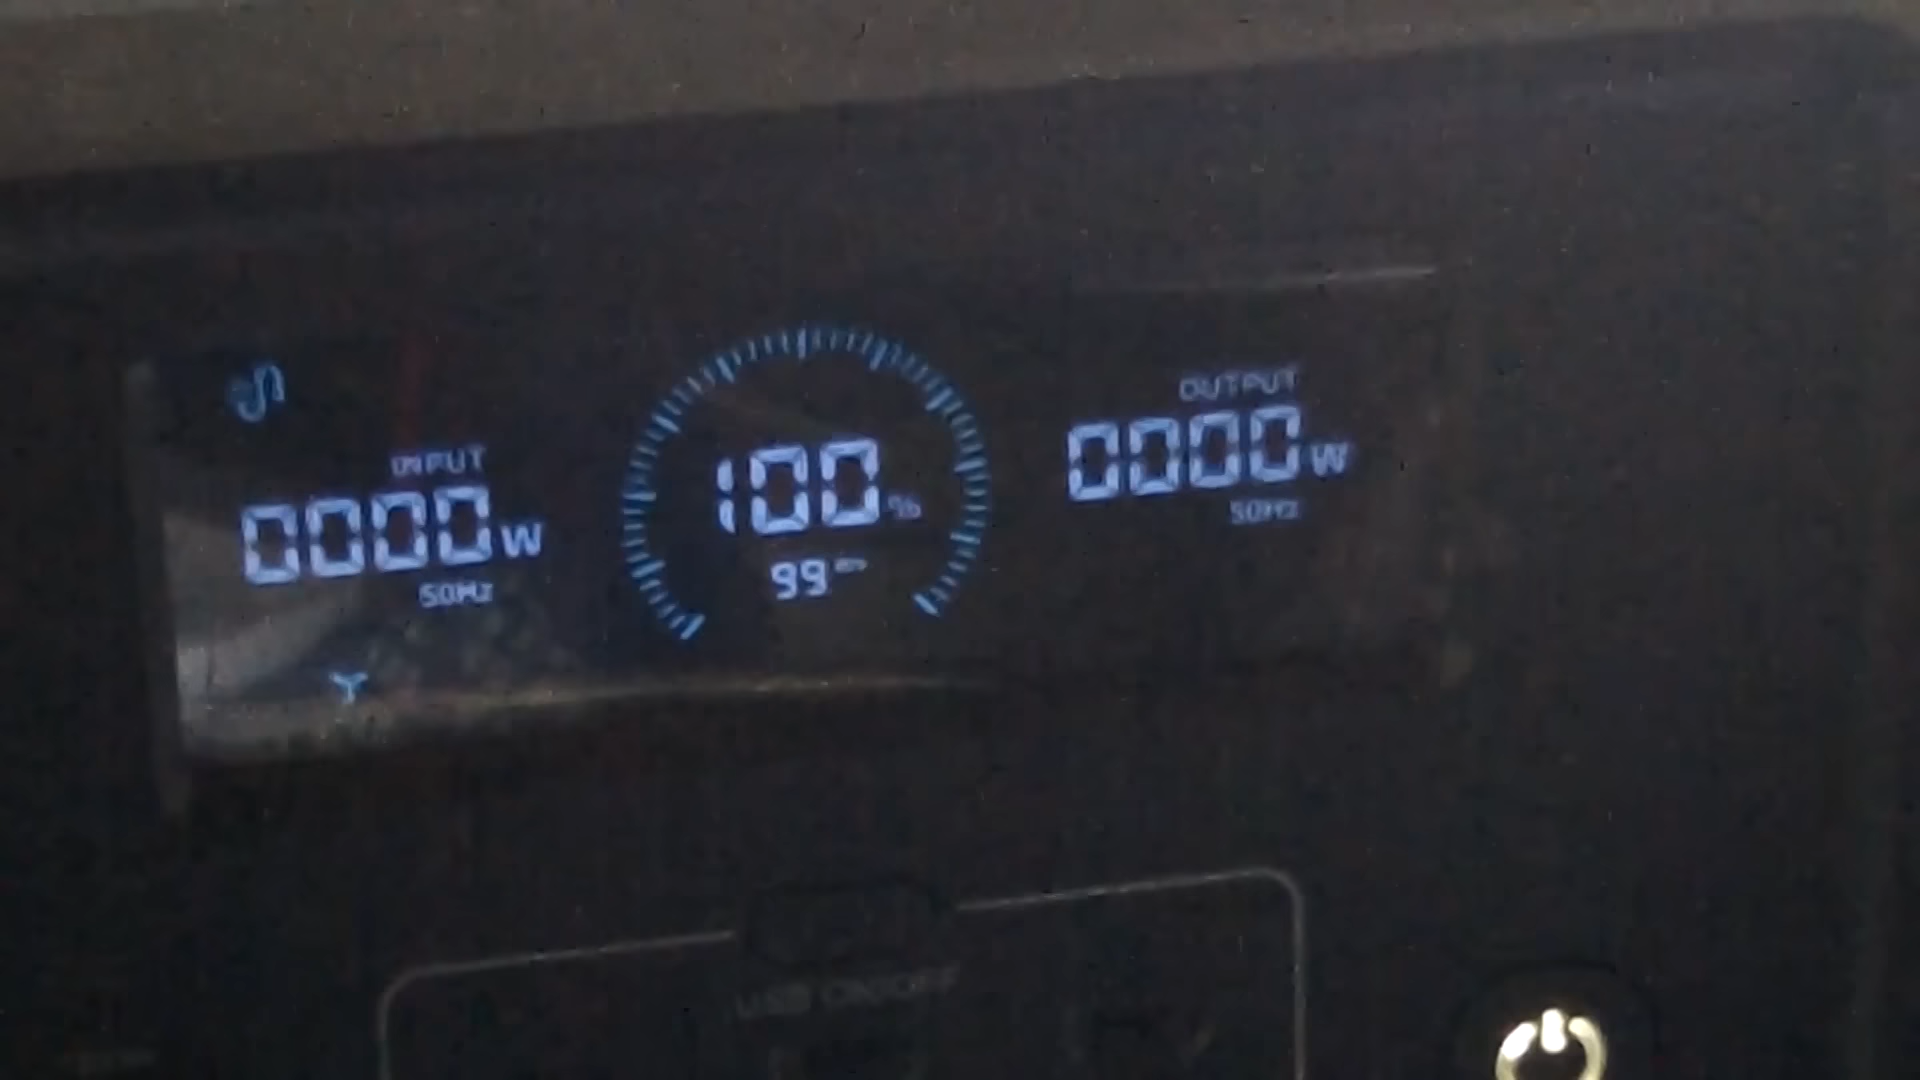 INPUT
0000W
50Hz
100%
99
OUTPUT
0000W
50Hz
USB ON/OFF